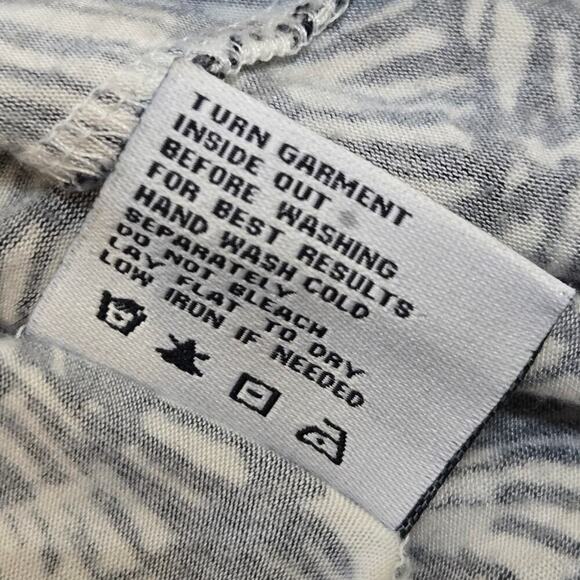 TURN GARMENT
INSIDE OUT
BEFORE WASHING
FOR BEST RESULTS
HAND WASH COLD
SEPARATELY
DO NOT BLEACH
LAY FLAT TO DRY
LOW IRON IF NEEDED